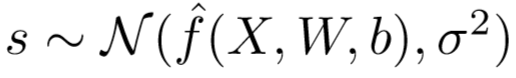 s ∼ 𝒩(f̂(X, W, b), σ²)